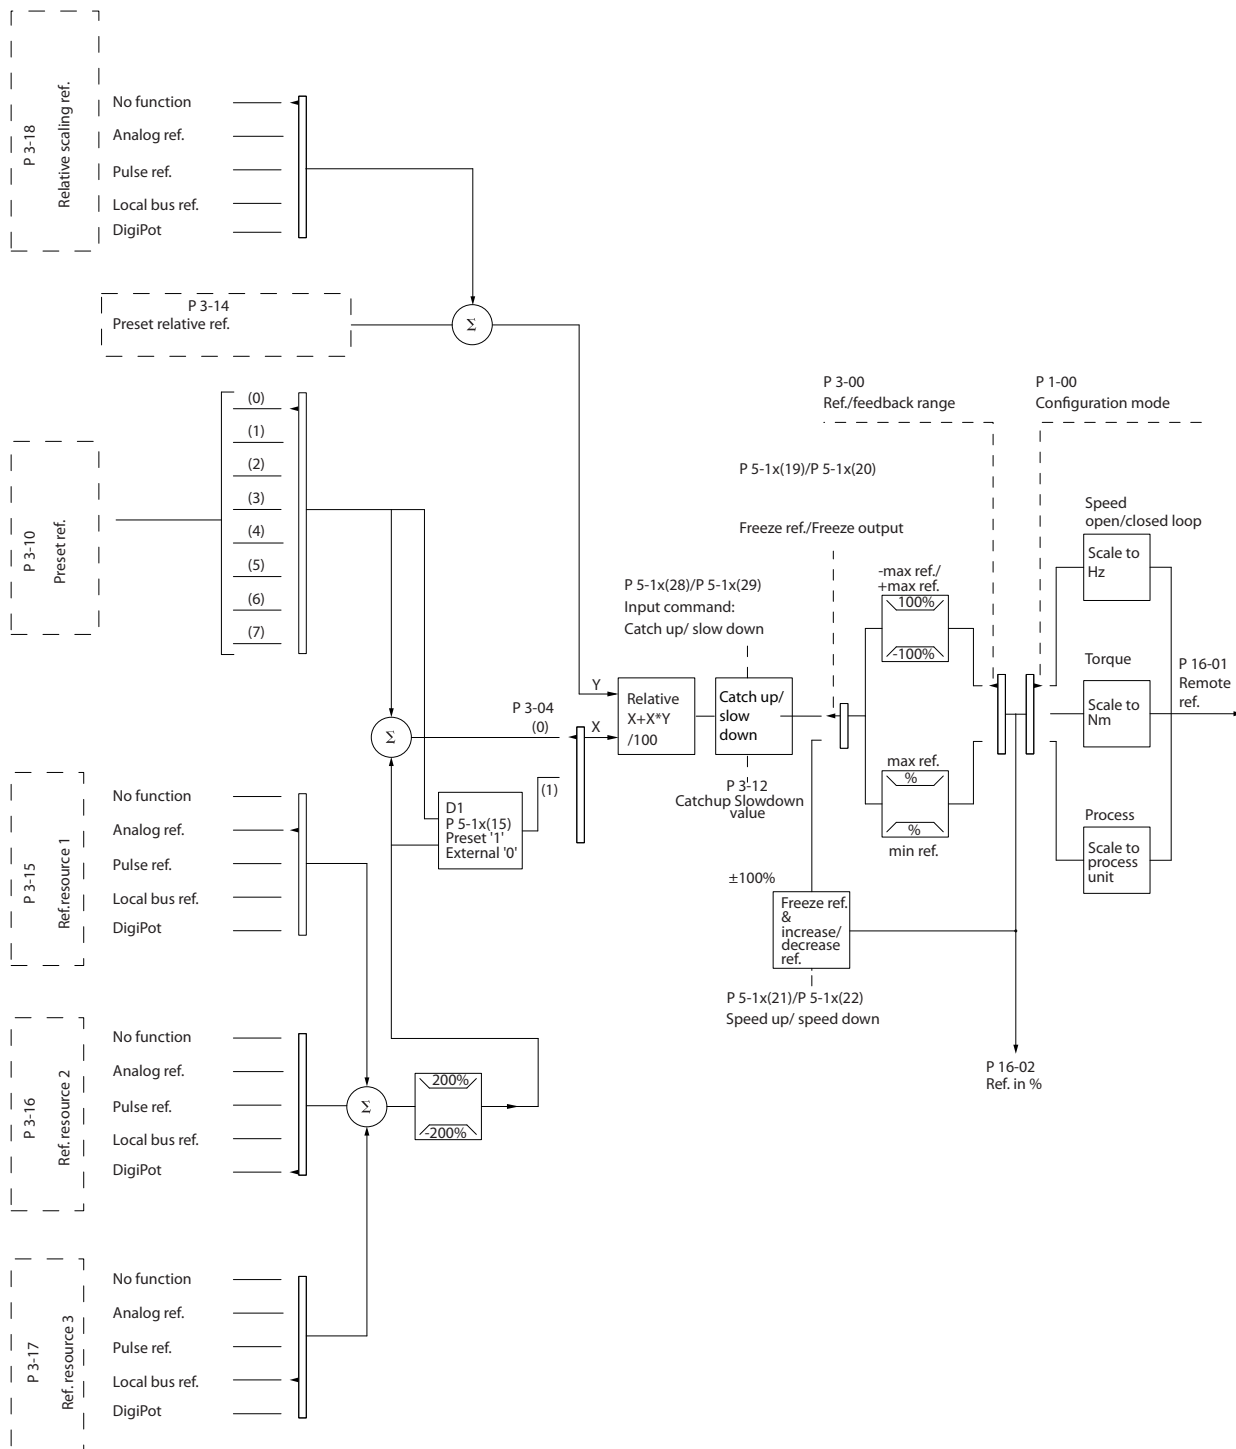 P 3-18
Relative scaling ref.
No function
Analog ref.
Pulse ref.
Local bus ref.
DigiPot
P 3-14
Preset relative ref.
Σ
P 3-10
Preset ref.
(0)
(1)
(2)
(3)
(4)
(5)
(6)
(7)
Σ
P 3-04
(0)
(1)
D1
P 5-1x(15)
Preset '1'
External '0'
Y
X
Relative
X+X*Y
/100
P 5-1x(28)/P 5-1x(29)
Input command:
Catch up/ slow down
Catch up/
slow
down
P 3-12
Catchup Slowdown
value
P 5-1x(19)/P 5-1x(20)
Freeze ref./Freeze output
P 3-00
Ref./feedback range
-max ref./
+max ref.
100%
-100%
max ref.
%
%
min ref.
±100%
Freeze ref.
&
increase/
decrease
ref.
P 5-1x(21)/P 5-1x(22)
Speed up/ speed down
P 1-00
Configuration mode
Speed
open/closed loop
Scale to
Hz
Torque
Scale to
Nm
Process
Scale to
process
unit
P 16-01
Remote
ref.
P 16-02
Ref. in %
P 3-15
Ref.resource 1
No function
Analog ref.
Pulse ref.
Local bus ref.
DigiPot
P 3-16
Ref. resource 2
No function
Analog ref.
Pulse ref.
Local bus ref.
DigiPot
Σ
200%
-200%
P 3-17
Ref. resource 3
No function
Analog ref.
Pulse ref.
Local bus ref.
DigiPot